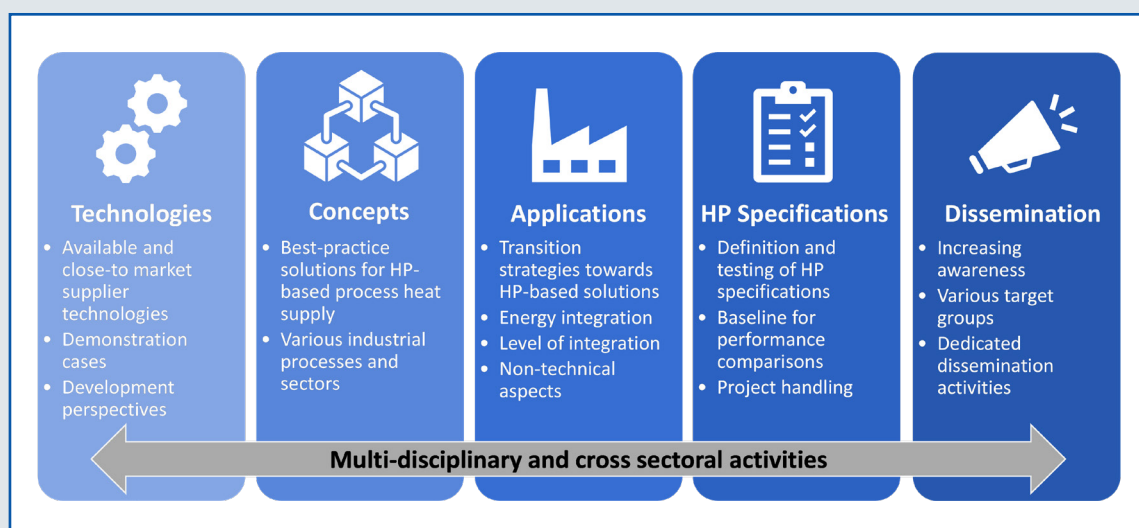 Technologies
• Available and
close-to market
supplier
technologies
• Demonstration
cases
• Development
perspectives
Concepts
• Best-practice
solutions for HP-
based process heat
supply
• Various industrial
processes and
sectors
Applications
• Transition
strategies towards
HP-based solutions
• Energy integration
• Level of integration
• Non-technical
aspects
HP Specifications
• Definition and
testing of HP
specifications
• Baseline for
performance
comparisons
• Project handling
Dissemination
• Increasing
awareness
• Various target
groups
• Dedicated
dissemination
activities
Multi-disciplinary and cross sectoral activities